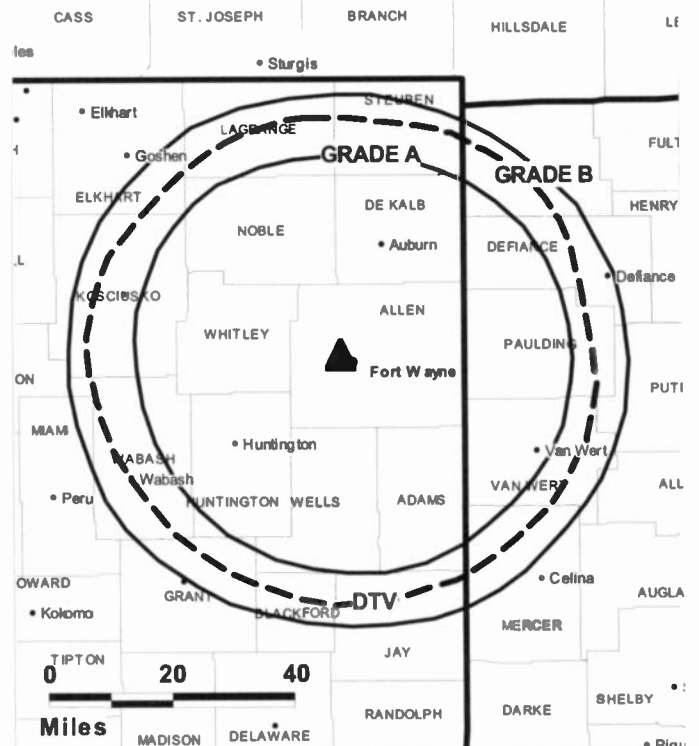 CASS
ST. JOSEPH
BRANCH
HILLSDALE
LE
les
Sturgis
Elkhart
STEUBEN
LAGRANGE
FULT
Goshen
GRADE A
GRADE B
ELKHART
DE KALB
HENRY
NOBLE
Auburn
DEFIANCE
L
Defiance
KOSCIUSKO
ALLEN
WHITLEY
PAULDING
Fort Wayne
ON
PUT
MIAMI
Huntington
Van Wert
WABASH
Wabash
VAN WERT
ALL
Peru
HUNTINGTON
WELLS
ADAMS
OWARD
GRANT
Celina
AUGLA
Kokomo
BLACKFORD
DTV
MERCER
TIPTON
JAY
0 20 40
Miles
RANDOLPH
DARKE
SHELBY
MADISON
DELAWARE